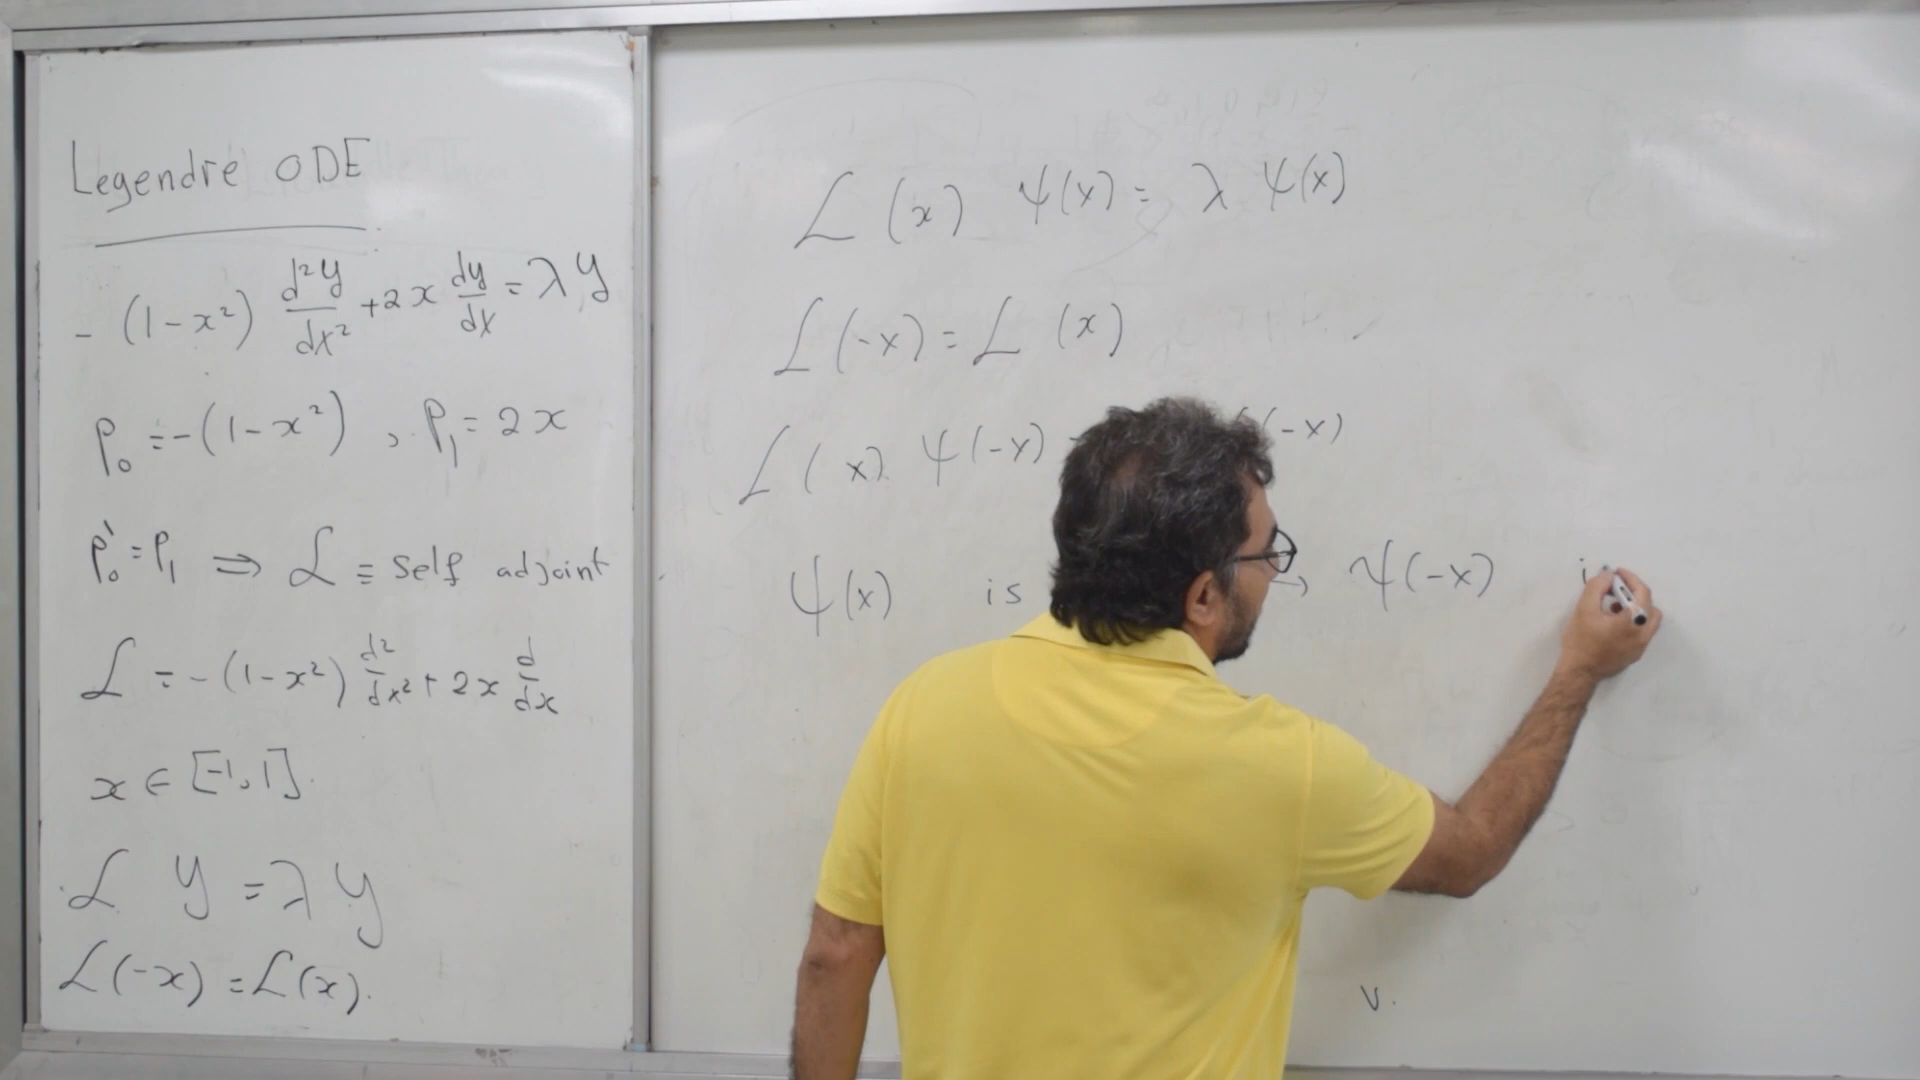 Legendre ODE
- (1-x²) d²y/dx² + 2x dy/dx = λy
P₀ = -(1-x²) , P₁ = 2x
P₀' = P₁ ⇒ ℒ ≡ Self adjoint
ℒ = -(1-x²) d²/dx² + 2x d/dx
x ∈ [-1, 1].
ℒ y = λ y
ℒ(-x) = ℒ(x).
ℒ(x) ψ(x) = λ ψ(x)
ℒ(-x) = ℒ(x)
ℒ(x) ψ(-x) (-x)
ψ(x) is → ψ(-x) i
v.